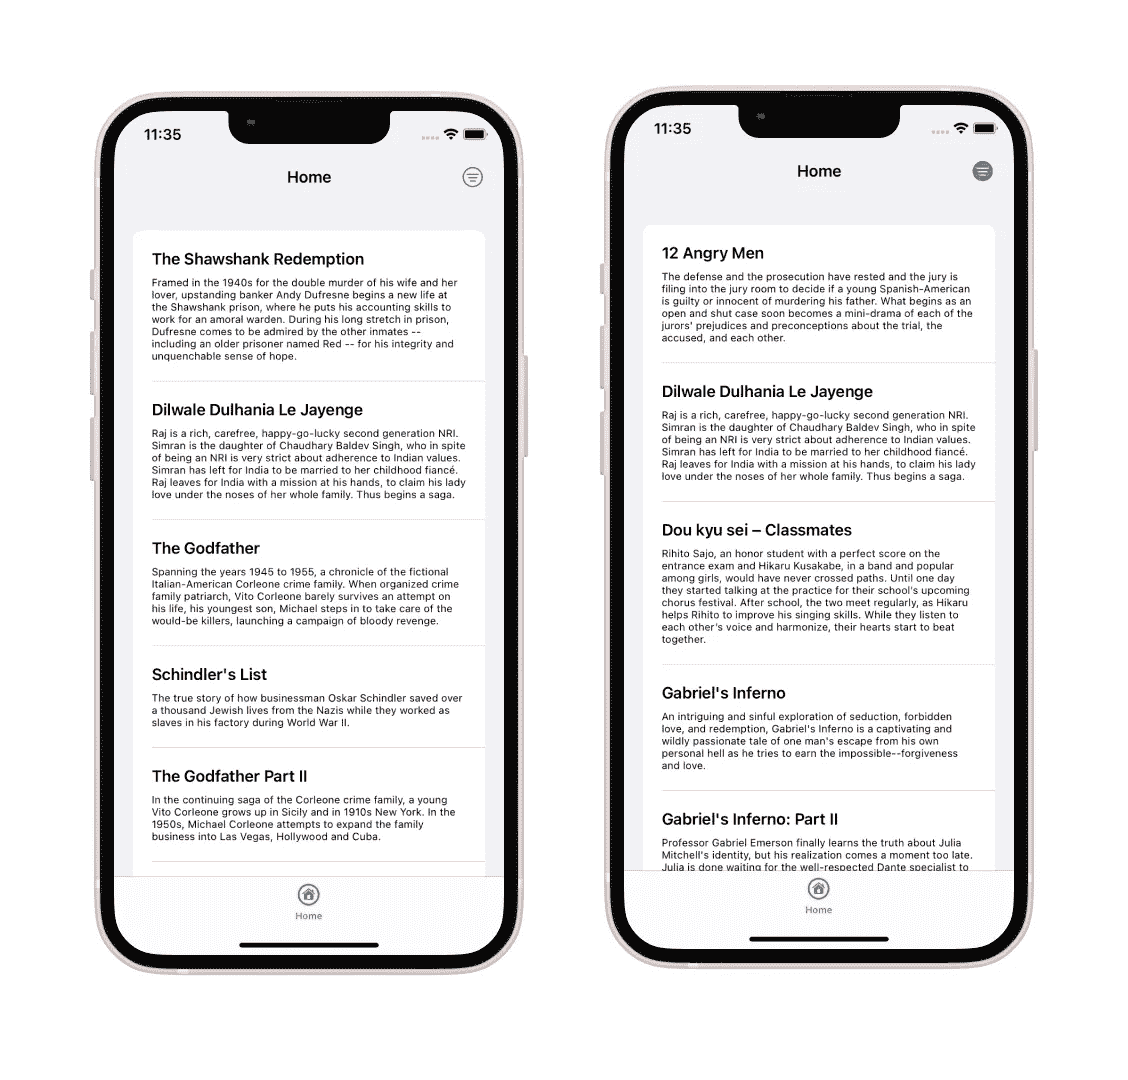 11:35
Home
The Shawshank Redemption
Framed in the 1940s for the double murder of his wife and her
lover, upstanding banker Andy Dufresne begins a new life at
the Shawshank prison, where he puts his accounting skills to
work for an amoral warden. During his long stretch in prison,
Dufresne comes to be admired by the other inmates --
including an older prisoner named Red -- for his integrity and
unquenchable sense of hope.
Dilwale Dulhania Le Jayenge
Raj is a rich, carefree, happy-go-lucky second generation NRI.
Simran is the daughter of Chaudhary Baldev Singh, who in spite
of being an NRI is very strict about adherence to Indian values.
Simran has left for India to be married to her childhood fiancé.
Raj leaves for India with a mission at his hands, to claim his lady
love under the noses of her whole family. Thus begins a saga.
The Godfather
Spanning the years 1945 to 1955, a chronicle of the fictional
Italian-American Corleone crime family. When organized crime
family patriarch, Vito Corleone barely survives an attempt on
his life, his youngest son, Michael steps in to take care of the
would-be killers, launching a campaign of bloody revenge.
Schindler's List
The true story of how businessman Oskar Schindler saved over
a thousand Jewish lives from the Nazis while they worked as
slaves in his factory during World War II.
The Godfather Part II
In the continuing saga of the Corleone crime family, a young
Vito Corleone grows up in Sicily and in 1910s New York. In the
1950s, Michael Corleone attempts to expand the family
business into Las Vegas, Hollywood and Cuba.
Home
11:35
Home
12 Angry Men
The defense and the prosecution have rested and the jury is
filing into the jury room to decide if a young Spanish-American
is guilty or innocent of murdering his father. What begins as an
open and shut case soon becomes a mini-drama of each of the
jurors' prejudices and preconceptions about the trial, the
accused, and each other.
Dilwale Dulhania Le Jayenge
Raj is a rich, carefree, happy-go-lucky second generation NRI.
Simran is the daughter of Chaudhary Baldev Singh, who in spite
of being an NRI is very strict about adherence to Indian values.
Simran has left for India to be married to her childhood fiancé.
Raj leaves for India with a mission at his hands, to claim his lady
love under the noses of her whole family. Thus begins a saga.
Dou kyu sei – Classmates
Rihito Sajo, an honor student with a perfect score on the
entrance exam and Hikaru Kusakabe, in a band and popular
among girls, would have never crossed paths. Until one day
they started talking at the practice for their school's upcoming
chorus festival. After school, the two meet regularly, as Hikaru
helps Rihito to improve his singing skills. While they listen to
each other's voice and harmonize, their hearts start to beat
together.
Gabriel's Inferno
An intriguing and sinful exploration of seduction, forbidden
love, and redemption, Gabriel's Inferno is a captivating and
wildly passionate tale of one man's escape from his own
personal hell as he tries to earn the impossible--forgiveness
and love.
Gabriel's Inferno: Part II
Professor Gabriel Emerson finally learns the truth about Julia
Mitchell's identity, but his realization comes a moment too late.
Julia is done waiting for the well-respected Dante specialist to
Home